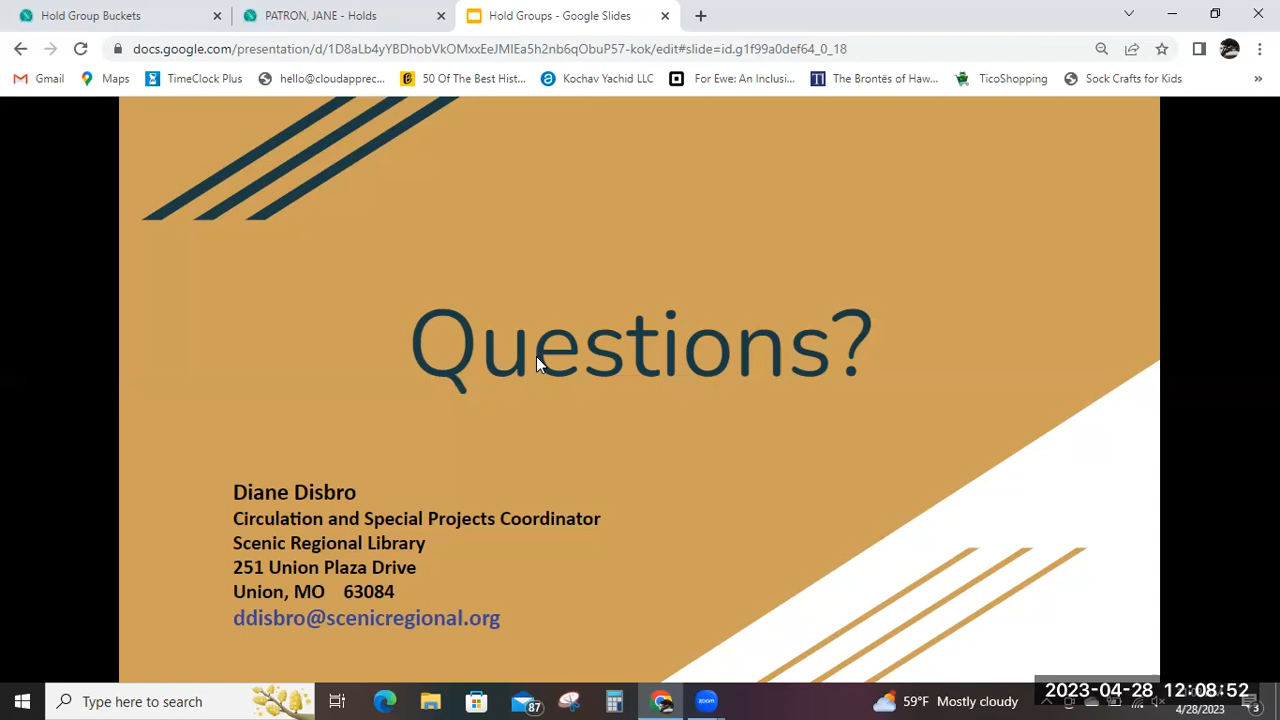 Hold Group Buckets
PATRON, JANE - Holds
Hold Groups - Google Slides
docs.google.com/presentation/d/1D8aLb4yYBDhobVkOMxxEeJMIEa5h2nb6qObuP57-kok/edit#slide=id.g1f99a0def64_0_18
Gmail
Maps
TimeClock Plus
hello@cloudapprec...
50 Of The Best Hist...
Kochav Yachid LLC
For Ewe: An Inclusi...
The Brontës of Haw...
TicoShopping
Sock Crafts for Kids
»
Questions?
Diane Disbro
Circulation and Special Projects Coordinator
Scenic Regional Library
251 Union Plaza Drive
Union, MO 63084
ddisbro@scenicregional.org
Type here to search
87
zoom
59°F Mostly cloudy
2023-04-28 12:08:52
4/28/2023
3